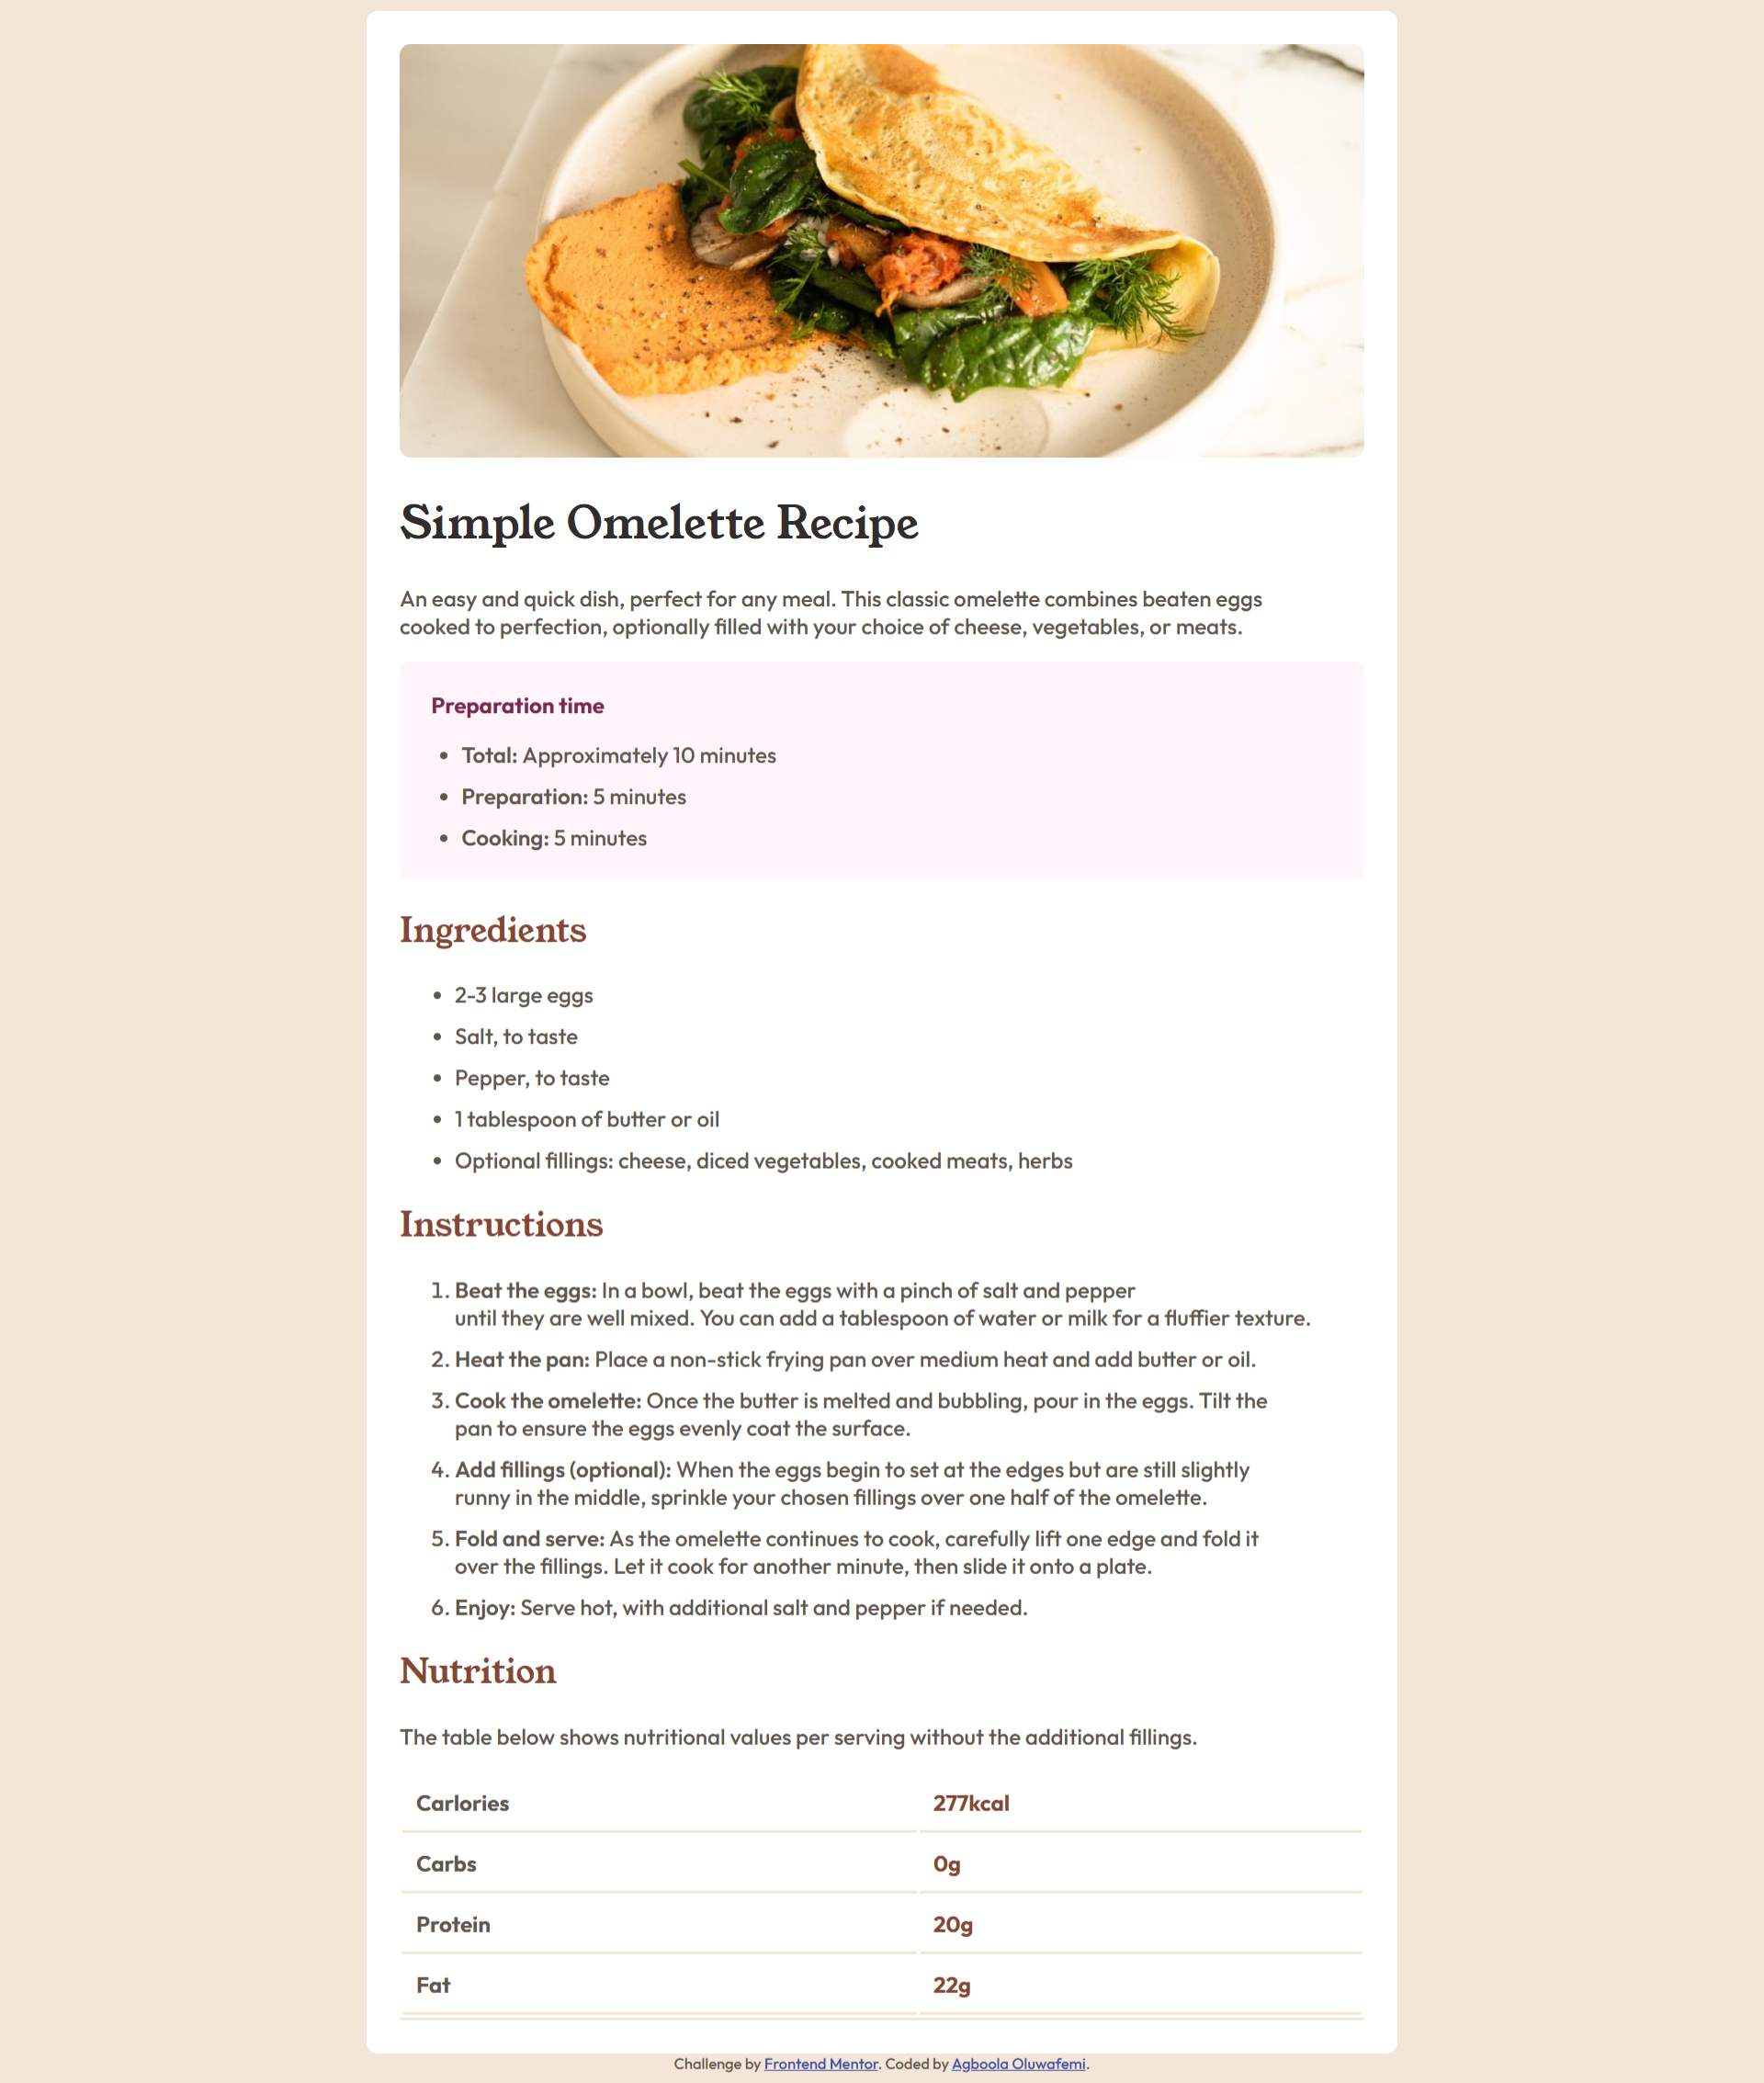 Simple Omelette Recipe
An easy and quick dish, perfect for any meal. This classic omelette combines beaten eggs
cooked to perfection, optionally filled with your choice of cheese, vegetables, or meats.
Preparation time
• Total: Approximately 10 minutes
• Preparation: 5 minutes
• Cooking: 5 minutes
Ingredients
• 2-3 large eggs
• Salt, to taste
• Pepper, to taste
• 1 tablespoon of butter or oil
• Optional fillings: cheese, diced vegetables, cooked meats, herbs
Instructions
1. Beat the eggs: In a bowl, beat the eggs with a pinch of salt and pepper
until they are well mixed. You can add a tablespoon of water or milk for a fluffier texture.
2. Heat the pan: Place a non-stick frying pan over medium heat and add butter or oil.
3. Cook the omelette: Once the butter is melted and bubbling, pour in the eggs. Tilt the
pan to ensure the eggs evenly coat the surface.
4. Add fillings (optional): When the eggs begin to set at the edges but are still slightly
runny in the middle, sprinkle your chosen fillings over one half of the omelette.
5. Fold and serve: As the omelette continues to cook, carefully lift one edge and fold it
over the fillings. Let it cook for another minute, then slide it onto a plate.
6. Enjoy: Serve hot, with additional salt and pepper if needed.
Nutrition
The table below shows nutritional values per serving without the additional fillings.
Carlories 277kcal
Carbs 0g
Protein 20g
Fat 22g
Challenge by Frontend Mentor. Coded by Agboola Oluwafemi.